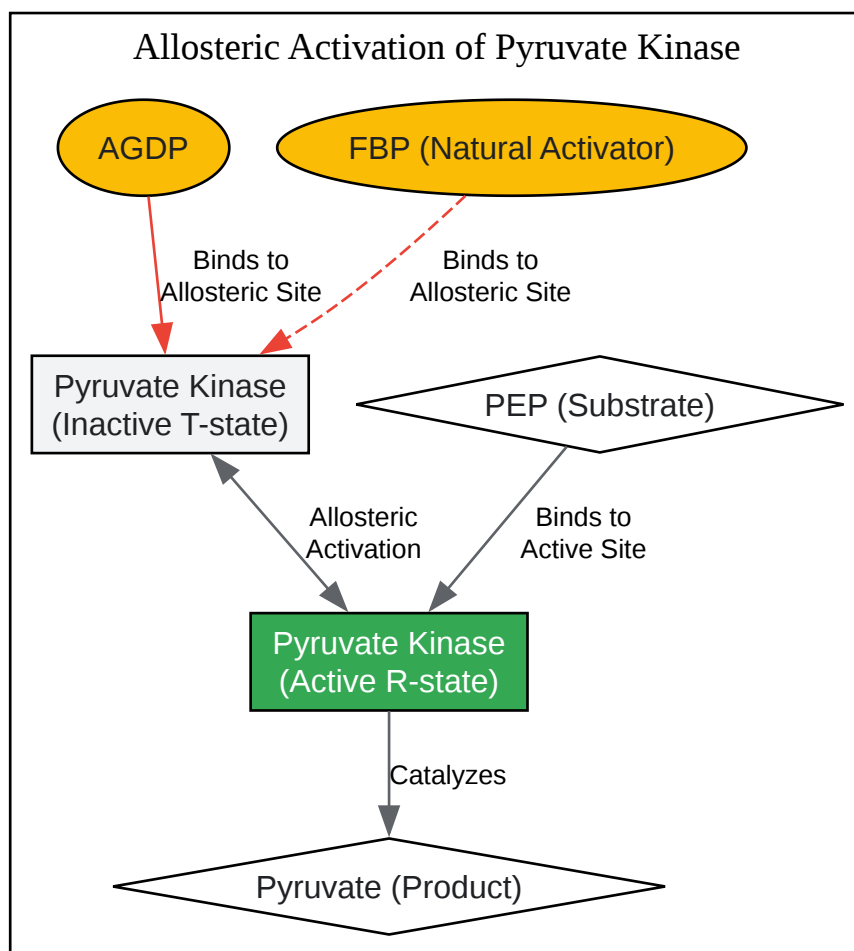 Allosteric Activation of Pyruvate Kinase
AGDP
FBP (Natural Activator)
Binds to
Allosteric Site
Binds to
Allosteric Site
Pyruvate Kinase
(Inactive T-state)
PEP (Substrate)
Allosteric
Activation
Binds to
Active Site
Pyruvate Kinase
(Active R-state)
Catalyzes
Pyruvate (Product)